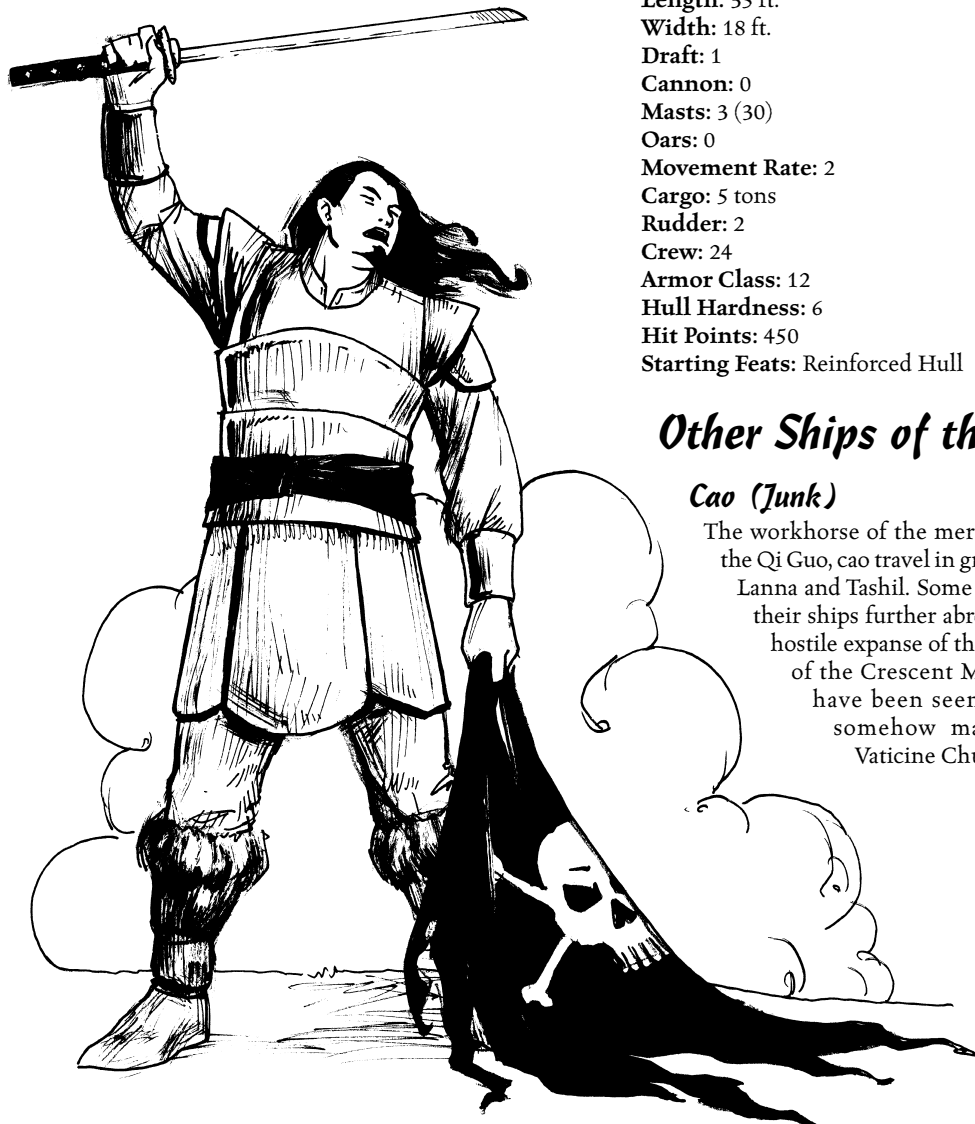 Length: 55 ft.
Width: 18 ft.
Draft: 1
Cannon: 0
Masts: 3 (30)
Oars: 0
Movement Rate: 2
Cargo: 5 tons
Rudder: 2
Crew: 24
Armor Class: 12
Hull Hardness: 6
Hit Points: 450
Starting Feats: Reinforced Hull
Other Ships of th
Cao (Junk)
The workhorse of the mer
the Qi Guo, cao travel in gr
Lanna and Tashil. Some
their ships further abr
hostile expanse of th
of the Crescent M
have been seen
somehow ma
Vaticine Chu